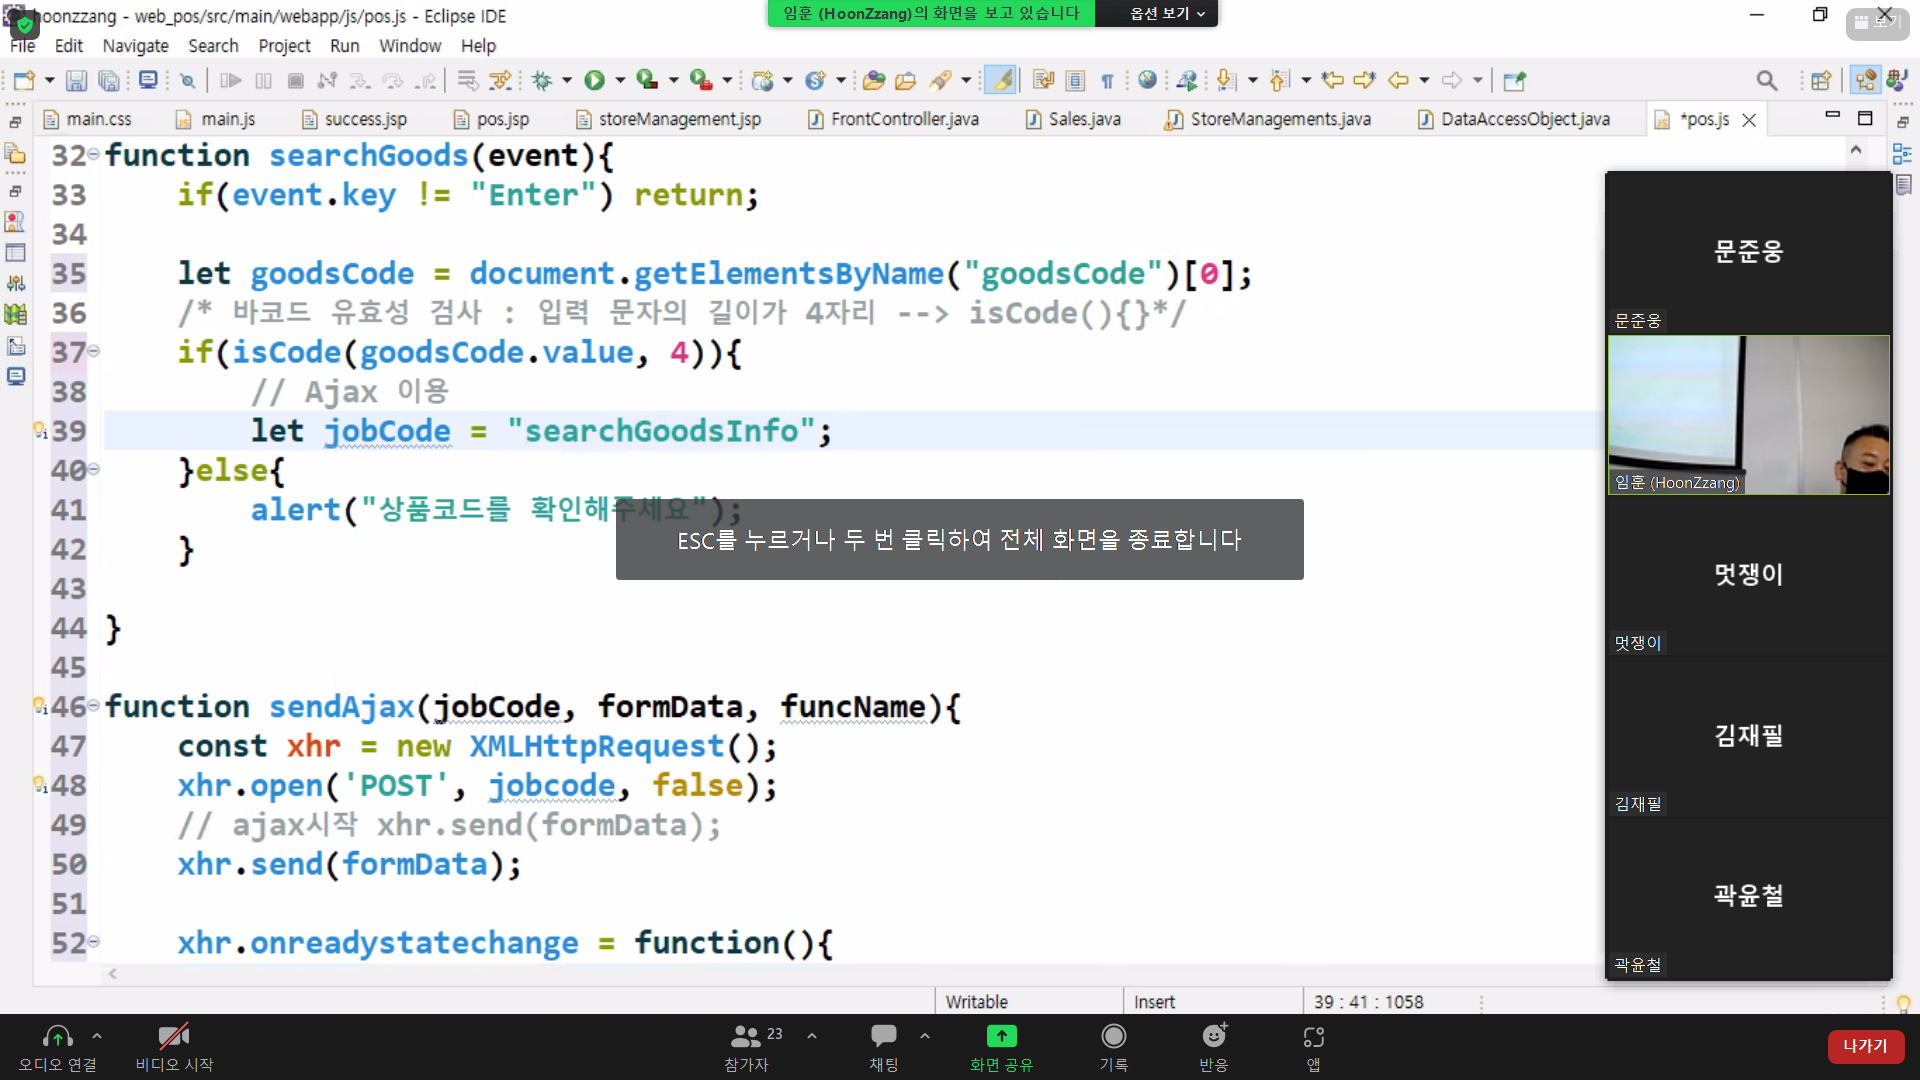 hoonzzang - web_pos/src/main/webapp/js/pos.js - Eclipse IDE
임훈 (HoonZzang)의 화면을 보고 있습니다
옵션 보기
보기
File Edit Navigate Search Project Run Window Help
main.css
main.js
success.jsp
pos.jsp
storeManagement.jsp
FrontController.java
Sales.java
StoreManagements.java
DataAccessObject.java
*pos.js
32 function searchGoods(event){
33 if(event.key != "Enter") return;
34
35 let goodsCode = document.getElementsByName("goodsCode")[0];
36 /* 바코드 유효성 검사 : 입력 문자의 길이가 4자리 --> isCode(){}*/
37 if(isCode(goodsCode.value, 4)){
38 // Ajax 이용
39 let jobCode = "searchGoodsInfo";
40 }else{
41 alert("상품코드를 확인해주세요");
42 }
43
44 }
45
46 function sendAjax(jobCode, formData, funcName){
47 const xhr = new XMLHttpRequest();
48 xhr.open('POST', jobcode, false);
49 // ajax시작 xhr.send(formData);
50 xhr.send(formData);
51
52 xhr.onreadystatechange = function(){
ESC를 누르거나 두 번 클릭하여 전체 화면을 종료합니다
문준웅
문준웅
임훈 (HoonZzang)
멋쟁이
멋쟁이
김재필
김재필
곽윤철
곽윤철
Writable
Insert
39 : 41 : 1058
오디오 연결
비디오 시작
23
참가자
채팅
화면 공유
기록
반응
앱
나가기